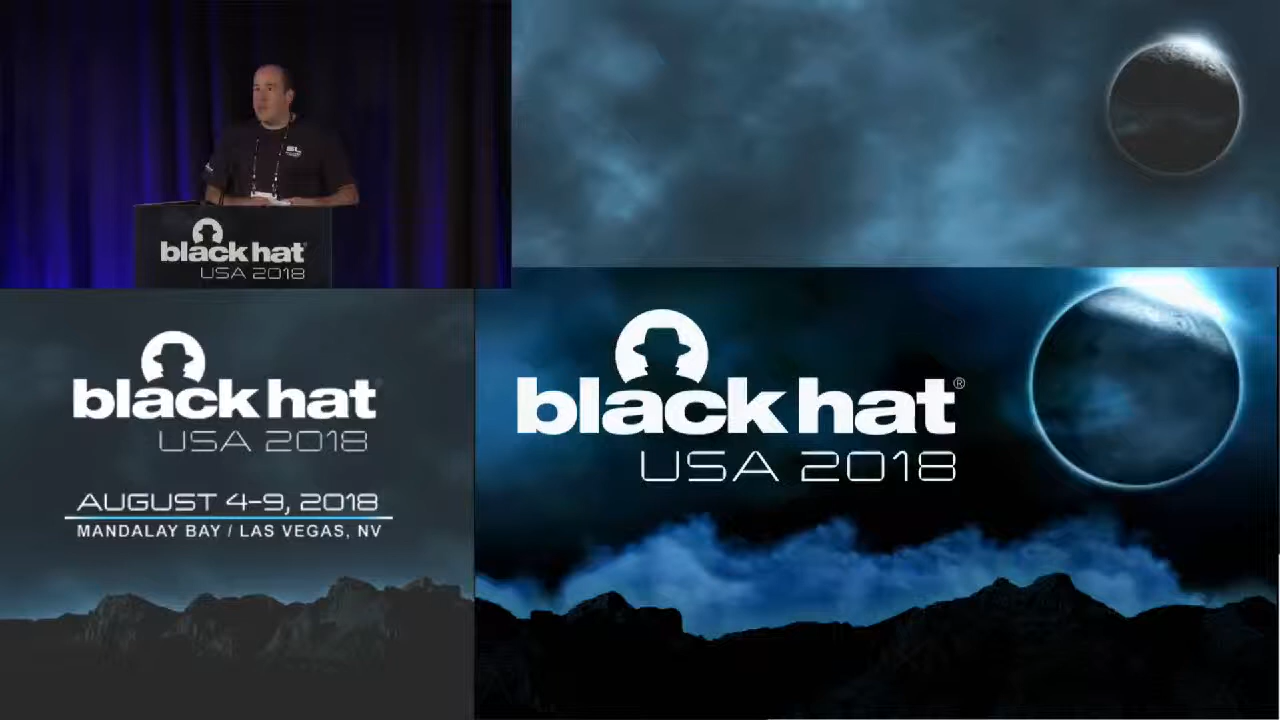 black hat
USA 2018
black hat
USA 2018
AUGUST 4-9, 2018
MANDALAY BAY / LAS VEGAS, NV
black hat®
USA 2018